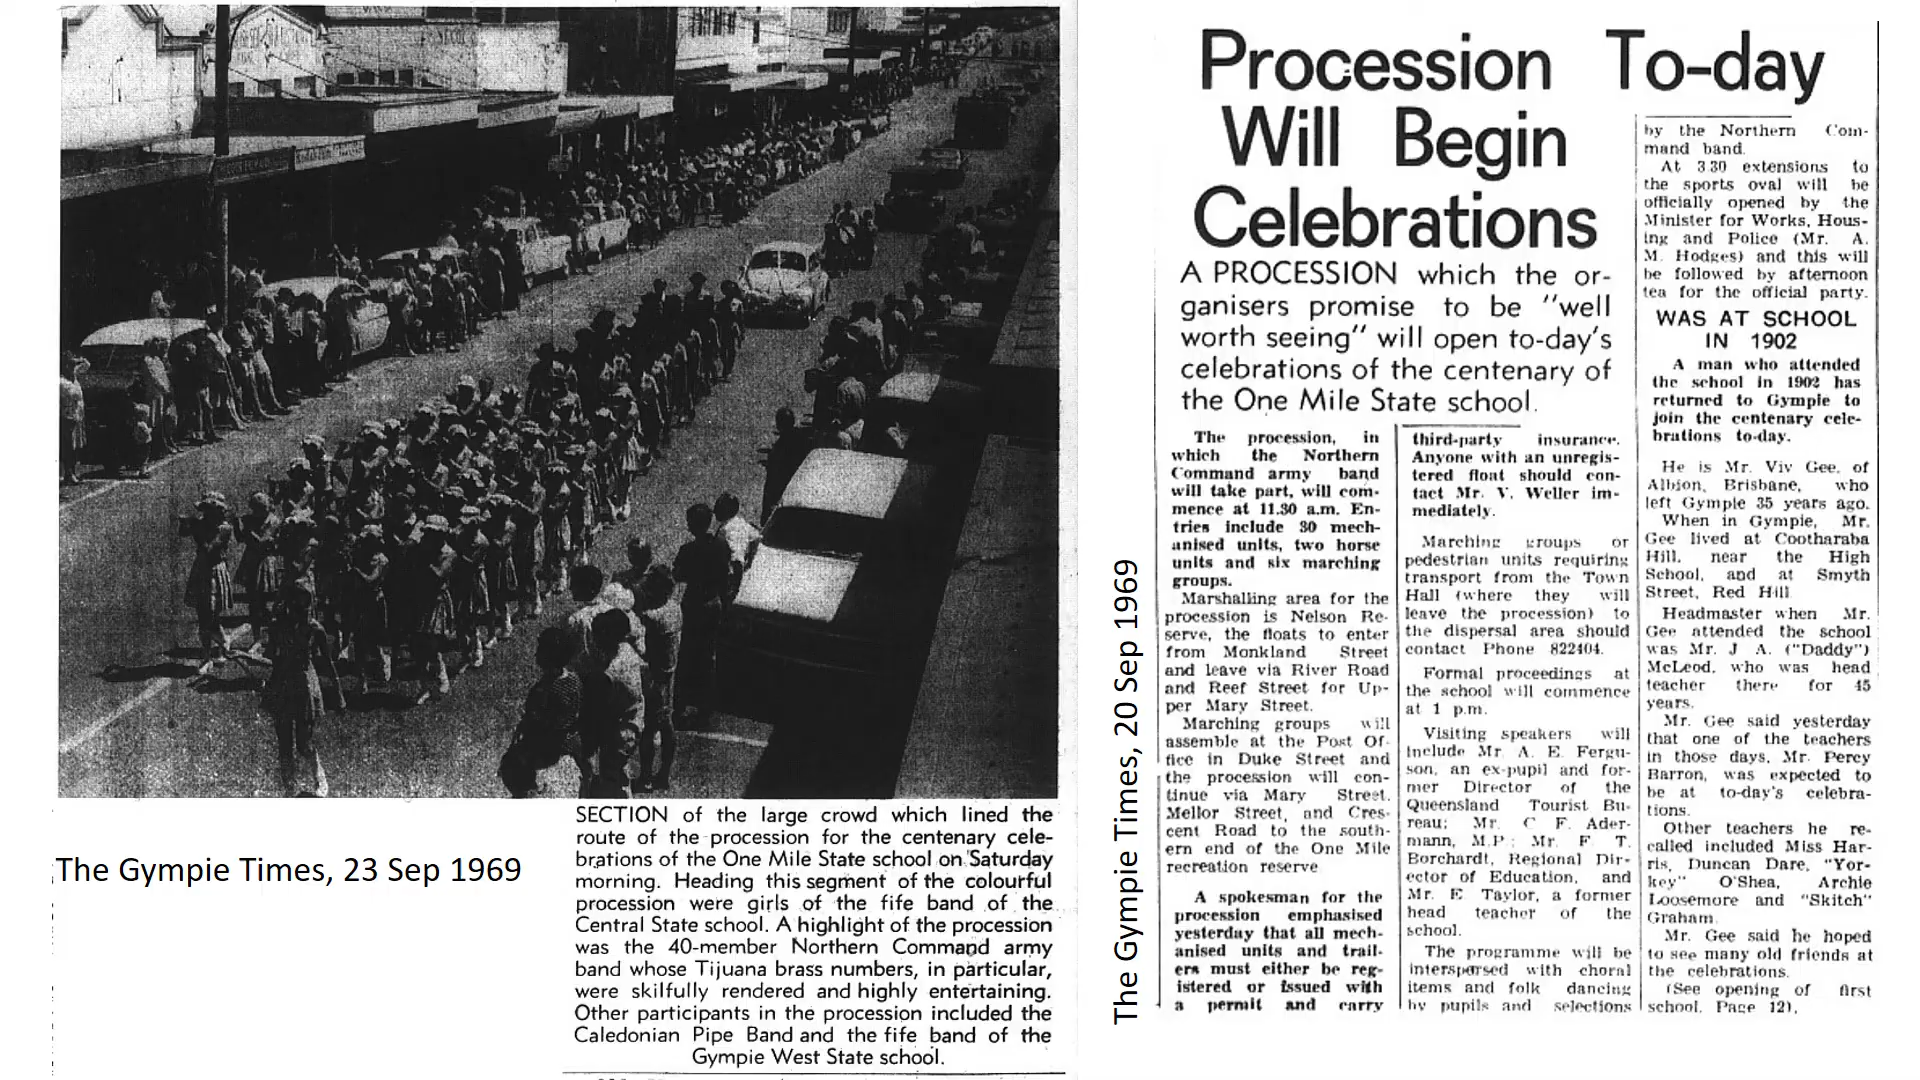 The Gympie Times, 23 Sep 1969
SECTION of the large crowd which lined the
route of the procession for the centenary cele-
brations of the One Mile State school on Saturday
morning. Heading this segment of the colourful
procession were girls of the fife band of the
Central State school. A highlight of the procession
was the 40-member Northern Command army
band whose Tijuana brass numbers, in particular,
were skilfully rendered and highly entertaining.
Other participants in the procession included the
Caledonian Pipe Band and the fife band of the
Gympie West State school.
The Gympie Times, 20 Sep 1969
Procession To-day
Will Begin
Celebrations
A PROCESSION which the or-
ganisers promise to be "well
worth seeing" will open to-day's
celebrations of the centenary of
the One Mile State school.
The procession, in
which the Northern
Command army band
will take part, will com-
mence at 11.30 a.m. En-
tries include 30 mech-
anised units, two horse
units and six marching
groups.
Marshalling area for the
procession is Nelson Re-
serve, the floats to enter
from Monkland Street
and leave via River Road
and Reef Street for Up-
per Mary Street.
Marching groups will
assemble at the Post Of-
fice in Duke Street and
the procession will con-
tinue via Mary Street,
Mellor Street, and Cres-
cent Road to the south-
ern end of the One Mile
recreation reserve
A spokesman for the
procession emphasised
yesterday that all mech-
anised units and trail-
ers must either be reg-
istered or issued with
a permit and carry
third-party insurance.
Anyone with an unregis-
tered float should con-
tact Mr. V. Weller im-
mediately.
Marching groups or
pedestrian units requiring
transport from the Town
Hall (where they will
leave the procession) to
the dispersal area should
contact Phone 822404.
Formal proceedings at
the school will commence
at 1 p.m.
Visiting speakers will
include Mr. A. E. Fergu-
son, an ex-pupil and for-
mer Director of the
Queensland Tourist Bu-
reau; Mr. C F. Ader-
mann, M.P; Mr. F T.
Borchardt, Regional Dir-
ector of Education, and
Mr. E Taylor, a former
head teacher of the
school.
The programme will be
interspersed with choral
items and folk dancing
by pupils and selections
by the Northern Com-
mand band.
At 3.30 extensions to
the sports oval will be
officially opened by the
Minister for Works, Hous-
ing and Police (Mr. A.
M. Hodges) and this will
be followed by afternoon
tea for the official party.
WAS AT SCHOOL
IN 1902
A man who attended
the school in 1902 has
returned to Gympie to
join the centenary cele-
brations to-day.
He is Mr. Viv Gee, of
Albion, Brisbane, who
left Gympie 35 years ago.
When in Gympie, Mr.
Gee lived at Cootharaba
Hill, near the High
School, and at Smyth
Street, Red Hill
Headmaster when Mr.
Gee attended the school
was Mr. J A. ("Daddy")
McLeod, who was head
teacher there for 45
years.
Mr. Gee said yesterday
that one of the teachers
in those days, Mr. Percy
Barron, was expected to
be at to-day's celebra-
tions.
Other teachers he re-
called included Miss Har-
ris, Duncan Dare, "Yor-
key" O'Shea, Archie
Loosemore and "Skitch"
Graham.
Mr. Gee said he hoped
to see many old friends at
the celebrations.
(See opening of first
school, Page 12).